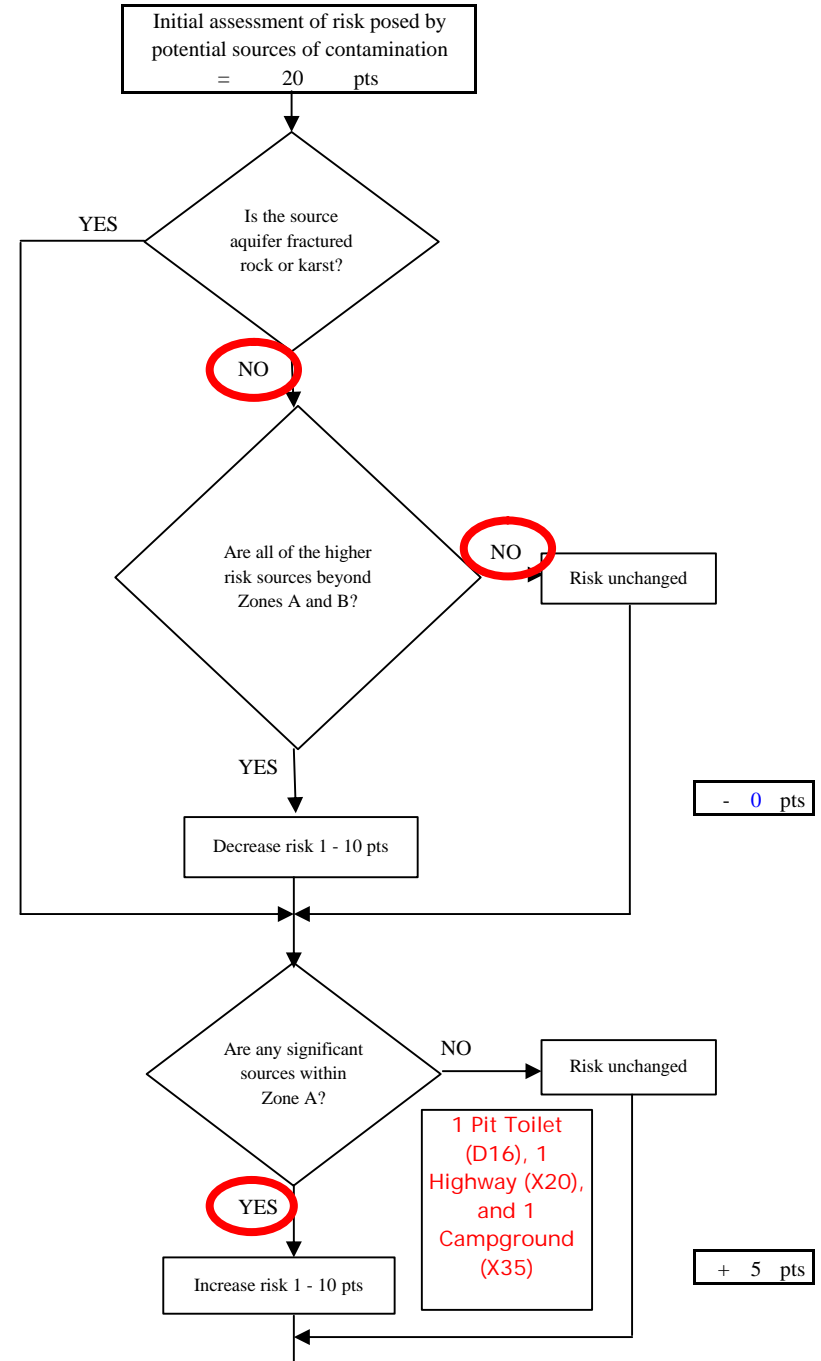 Initial assessment of risk posed by
potential sources of contamination
= 20 pts
Is the source
aquifer fractured
rock or karst?
YES
NO
Are all of the higher
risk sources beyond
Zones A and B?
NO
Risk unchanged
YES
- 0 pts
Decrease risk 1 - 10 pts
Are any significant
sources within
Zone A?
NO
Risk unchanged
1 Pit Toilet
(D16), 1
Highway (X20),
and 1
Campground
(X35)
YES
Increase risk 1 - 10 pts
+ 5 pts